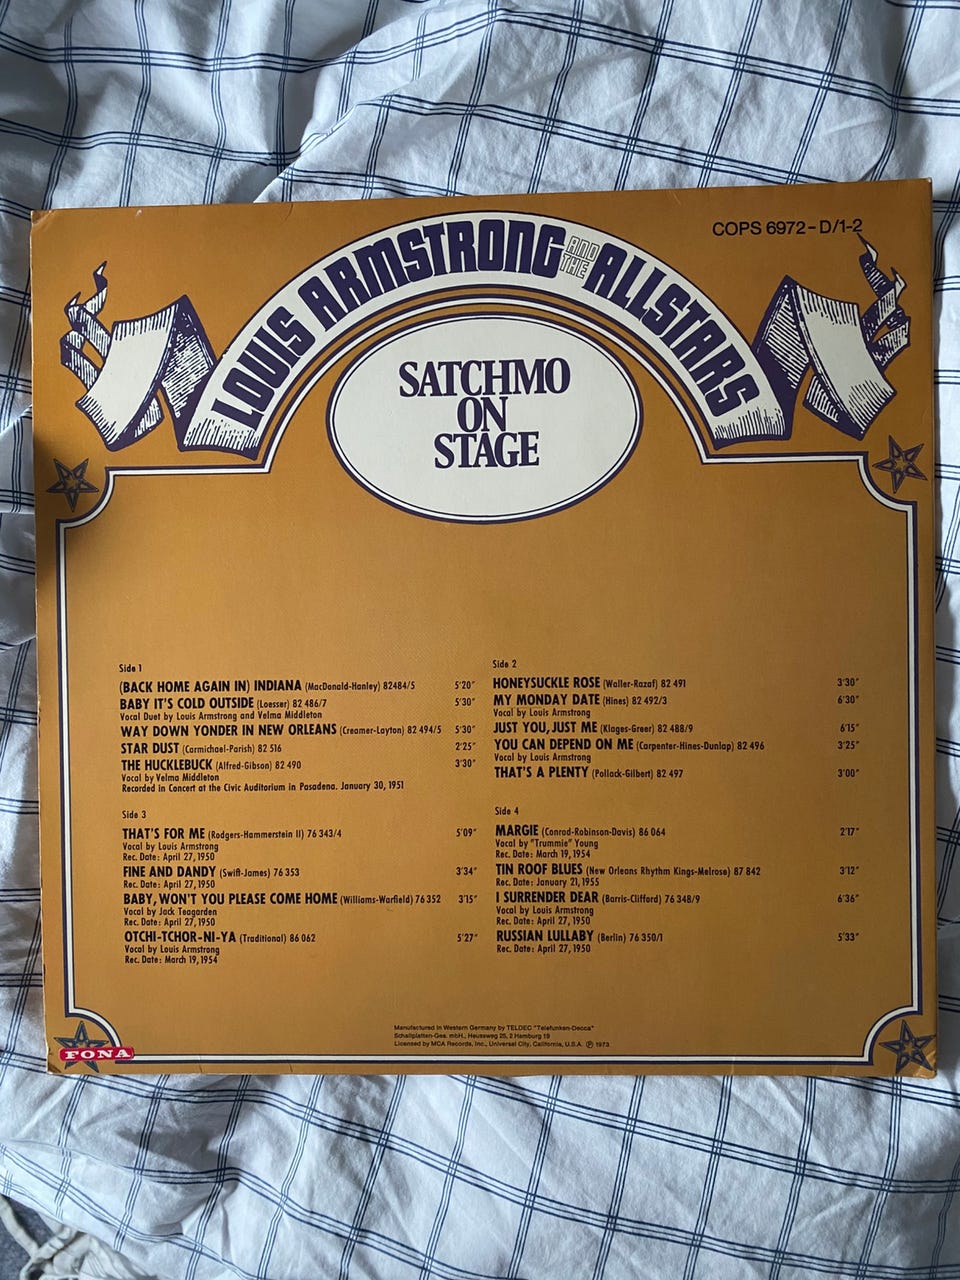 COPS 6972-D/1-2
LOUIS ARMSTRONG AND THE ALLSTARS
SATCHMO
ON
STAGE
Side 1
(BACK HOME AGAIN IN) INDIANA (MacDonald-Hanley) 82484/5 5'20"
BABY IT'S COLD OUTSIDE (Loesser) 82 486/7 5'30"
Vocal Duet by Louis Armstrong and Velma Middleton
WAY DOWN YONDER IN NEW ORLEANS (Creamer-Layton) 82 494/5 5'30"
STAR DUST (Carmichael-Parish) 82 516 2'25"
THE HUCKLEBUCK (Alfred-Gibson) 82 490 3'30"
Vocal by Velma Middleton
Recorded in Concert at the Civic Auditorium in Pasadena. January 30, 1951
Side 2
HONEYSUCKLE ROSE (Waller-Razaf) 82 491 3'30"
MY MONDAY DATE (Hines) 82 492/3 6'30"
Vocal by Louis Armstrong
JUST YOU, JUST ME (Klages-Greer) 82 488/9 6'15"
YOU CAN DEPEND ON ME (Carpenter-Hines-Dunlap) 82 496 3'25"
Vocal by Louis Armstrong
THAT'S A PLENTY (Pollack-Gilbert) 82 497 3'00"
Side 3
THAT'S FOR ME (Rodgers-Hammerstein II) 76 343/4 5'09"
Vocal by Louis Armstrong
Rec. Date: April 27, 1950
FINE AND DANDY (Swift-James) 76 353 3'34"
Rec. Date: April 27, 1950
BABY, WON'T YOU PLEASE COME HOME (Williams-Warfield) 76 352 3'15"
Vocal by Jack Teagarden
Rec. Date: April 27, 1950
OTCHI-TCHOR-NI-YA (Traditional) 86 062 5'27"
Vocal by Louis Armstrong
Rec. Date: March 19, 1954
Side 4
MARGIE (Conrad-Robinson-Davis) 86 064 2'17"
Vocal by "Trummie" Young
Rec. Date: March 19, 1954
TIN ROOF BLUES (New Orleans Rhythm Kings-Melrose) 87 842 3'12"
Rec. Date: January 21, 1955
I SURRENDER DEAR (Barris-Clifford) 76 348/9 6'36"
Vocal by Louis Armstrong
Rec. Date: April 27, 1950
RUSSIAN LULLABY (Berlin) 76 350/1 5'33"
Rec. Date: April 27, 1950
Manufactured in Western Germany by TELDEC "Telefunken-Decca"
Schallplatten-Ges. mbH., Heussweg 25, 2 Hamburg 19
Licensed by MCA Records, Inc., Universal City, California, U.S.A. ℗ 1973
FONA